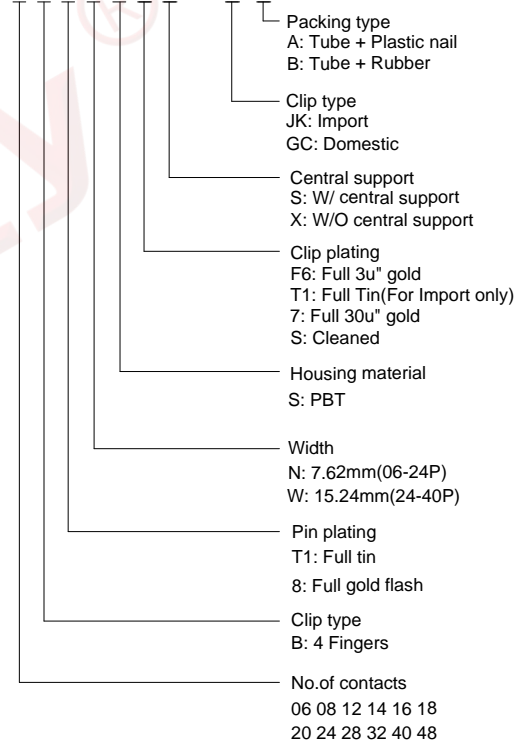 Packing type
A: Tube + Plastic nail
B: Tube + Rubber
Clip type
JK: Import
GC: Domestic
Central support
S: W/ central support
X: W/O central support
Clip plating
F6: Full 3u" gold
T1: Full Tin(For Import only)
7: Full 30u" gold
S: Cleaned
Housing material
S: PBT
Width
N: 7.62mm(06-24P)
W: 15.24mm(24-40P)
Pin plating
T1: Full tin
8: Full gold flash
Clip type
B: 4 Fingers
No.of contacts
06 08 12 14 16 18
20 24 28 32 40 48